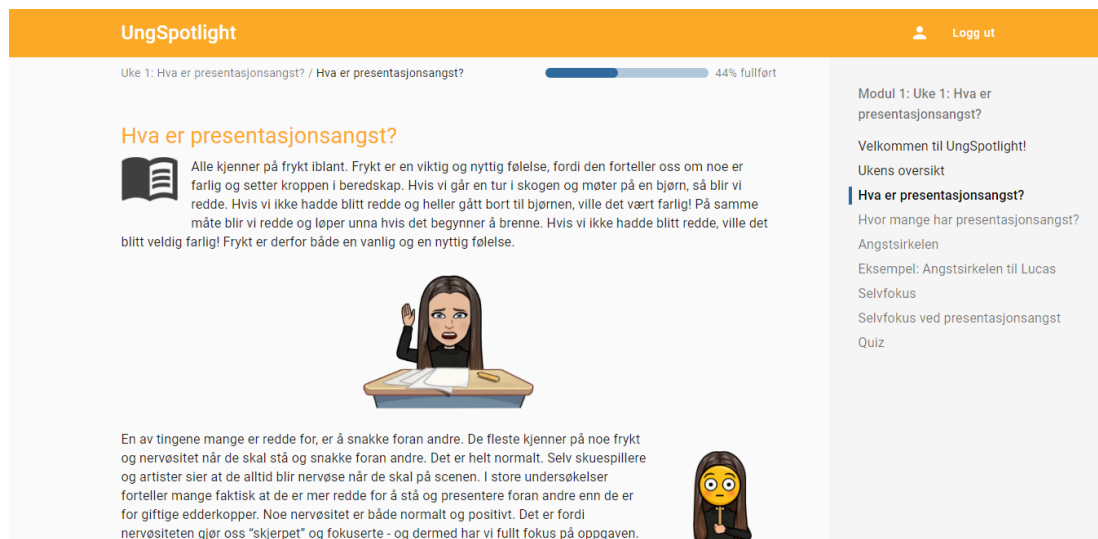 UngSpotlight
Logg ut
Uke 1: Hva er presentasjonsangst? / Hva er presentasjonsangst?
44% fullført
Hva er presentasjonsangst?
Alle kjenner på frykt iblant. Frykt er en viktig og nyttig følelse, fordi den forteller oss om noe er
farlig og setter kroppen i beredskap. Hvis vi går en tur i skogen og møter på en bjørn, så blir vi
redde. Hvis vi ikke hadde blitt redde og heller gått bort til bjørnen, ville det vært farlig! På samme
måte blir vi redde og løper unna hvis det begynner å brenne. Hvis vi ikke hadde blitt redde, ville det
blitt veldig farlig! Frykt er derfor både en vanlig og en nyttig følelse.
En av tingene mange er redde for, er å snakke foran andre. De fleste kjenner på noe frykt
og nervøsitet når de skal stå og snakke foran andre. Det er helt normalt. Selv skuespillere
og artister sier at de alltid blir nervøse når de skal på scenen. I store undersøkelser
forteller mange faktisk at de er mer redde for å stå og presentere foran andre enn de er
for giftige edderkopper. Noe nervøsitet er både normalt og positivt. Det er fordi
nervøsiteten gjør oss “skjerpet” og fokuserte - og dermed har vi fullt fokus på oppgaven.
Modul 1: Uke 1: Hva er
presentasjonsangst?
Velkommen til UngSpotlight!
Ukens oversikt
Hva er presentasjonsangst?
Hvor mange har presentasjonsangst?
Angstsirkelen
Eksempel: Angstsirkelen til Lucas
Selvfokus
Selvfokus ved presentasjonsangst
Quiz